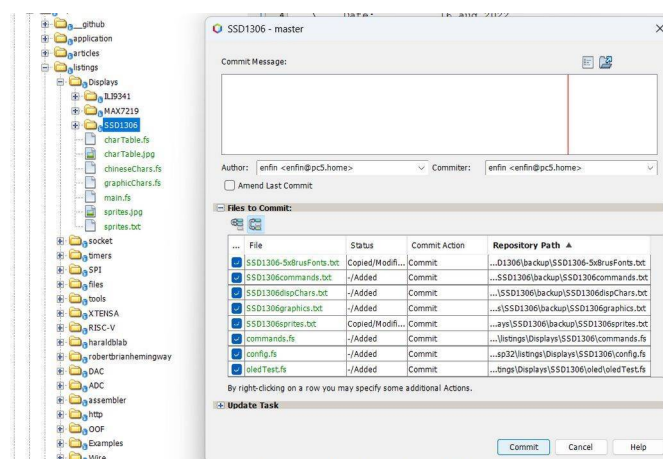 __github
application
articles
listings
Displays
ILI9341
MAX7219
SSD1306
charTable.fs
charTable.jpg
chineseChars.fs
graphicChars.fs
main.fs
sprites.jpg
sprites.txt
socket
timers
SPI
files
tools
XTENSA
RISC-V
haraldblab
robertbrianhemingway
DAC
ADC
assembler
http
OOF
Examples
Wire
SSD1306 - master
Commit Message:
Author: enfin <enfin@pc5.home> Commiter: enfin <enfin@pc5.home>
Amend Last Commit
Files to Commit:
... File Status Commit Action Repository Path
SSD1306-5x8rusFonts.txt Copied/Modifi... Commit ...D1306\backup\SSD1306-5x8rusFonts.txt
SSD1306commands.txt -/Added Commit ...SSD1306\backup\SSD1306commands.txt
SSD1306dispChars.txt -/Added Commit ...\SSD1306\backup\SSD1306dispChars.txt
SSD1306graphics.txt -/Added Commit ...s\SSD1306\backup\SSD1306graphics.txt
SSD1306sprites.txt Copied/Modifi... Commit ...ays\SSD1306\backup\SSD1306sprites.txt
commands.fs -/Added Commit ...\listings\Displays\SSD1306\commands.fs
config.fs -/Added Commit ...sp32\listings\Displays\SSD1306\config.fs
oledTest.fs -/Added Commit ...tings\Displays\SSD1306\oled\oledTest.fs
By right-clicking on a row you may specify some additional Actions.
Update Task
Commit Cancel Help